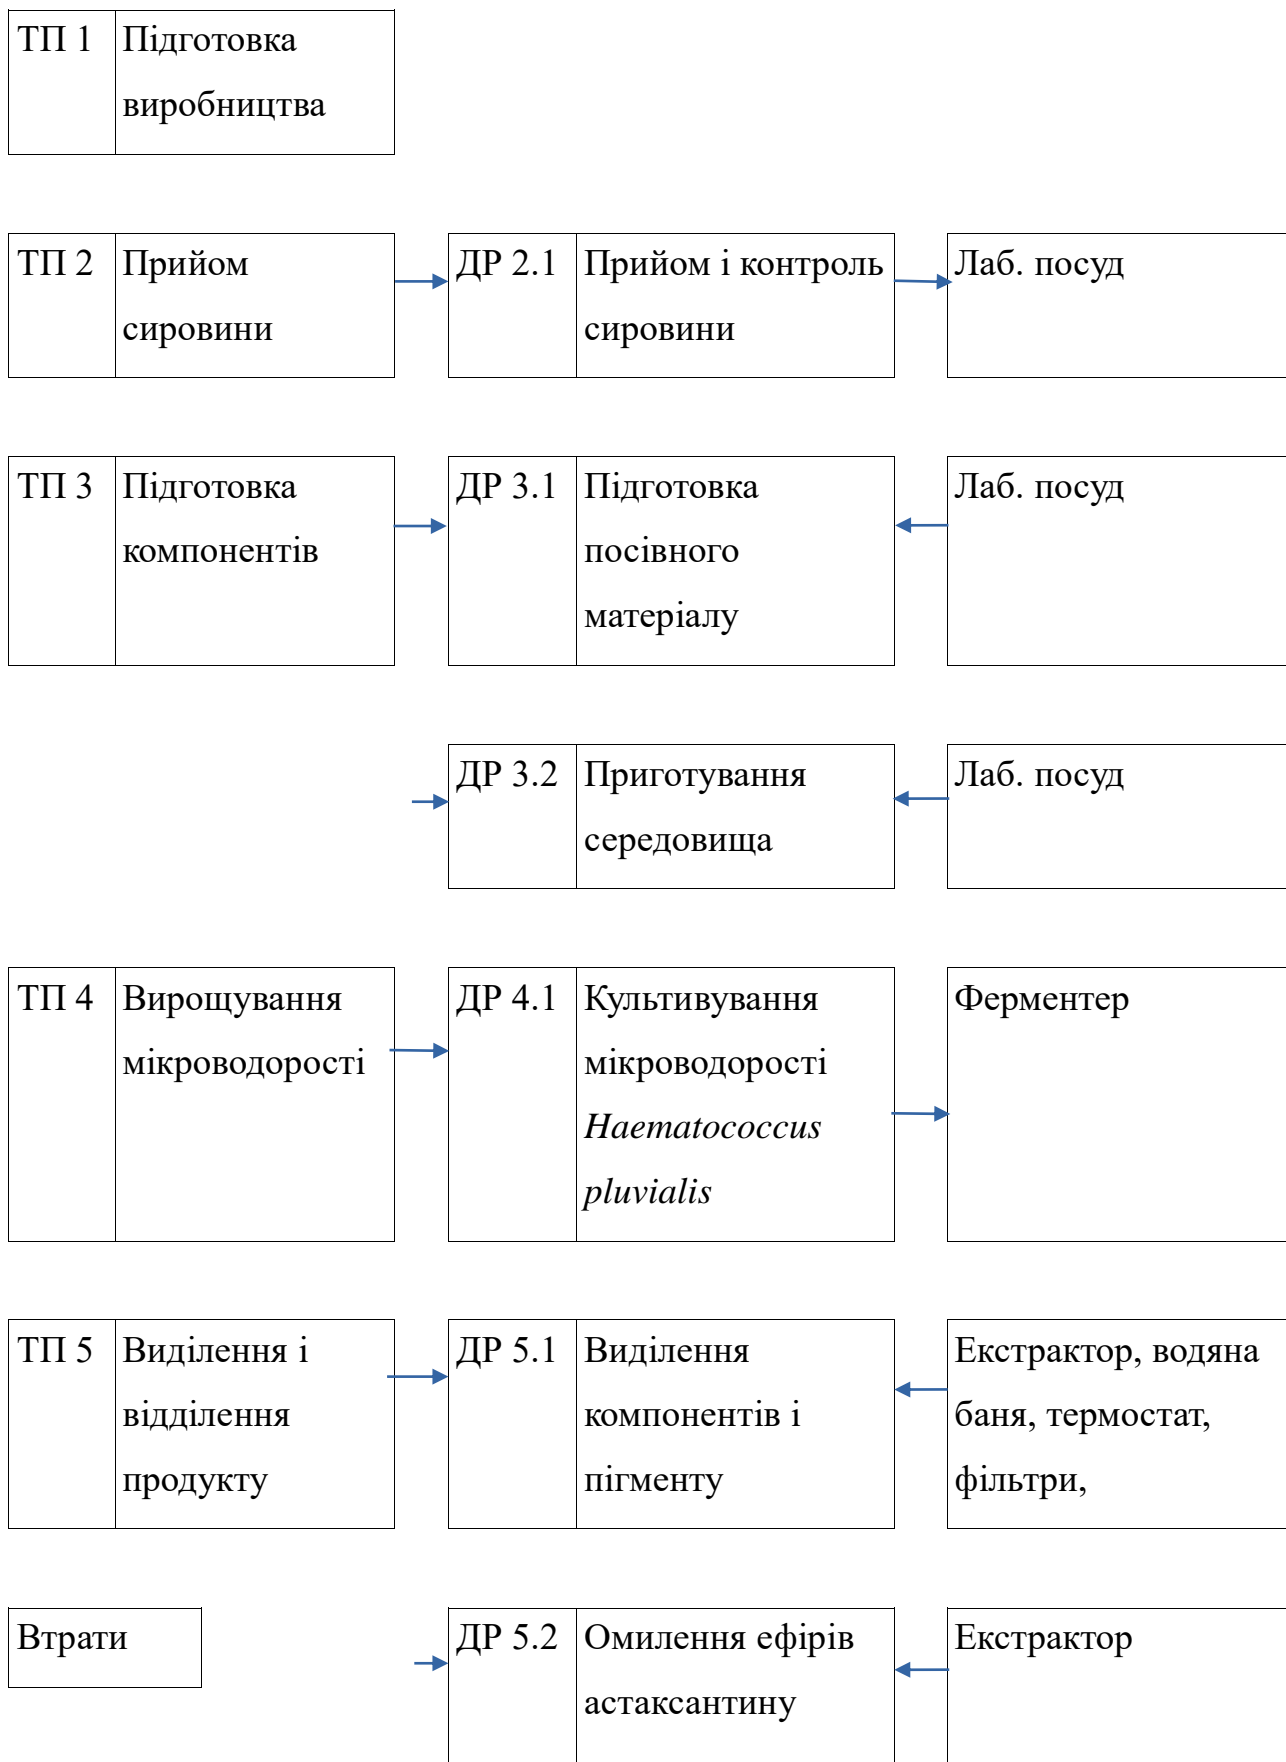 ТП 1 Підготовка
виробництва
ТП 2 Прийом
сировини
ДР 2.1 Прийом і контроль
сировини
Лаб. посуд
ТП 3 Підготовка
компонентів
ДР 3.1 Підготовка
посівного
матеріалу
Лаб. посуд
ДР 3.2 Приготування
середовища
Лаб. посуд
ТП 4 Вирощування
мікроводорості
ДР 4.1 Культивування
мікроводорості
Haematococcus
pluvialis
Ферментер
ТП 5 Виділення і
відділення
продукту
ДР 5.1 Виділення
компонентів і
пігменту
Екстрактор, водяна
баня, термостат,
фільтри,
Втрати
ДР 5.2 Омилення ефірів
астаксантину
Екстрактор